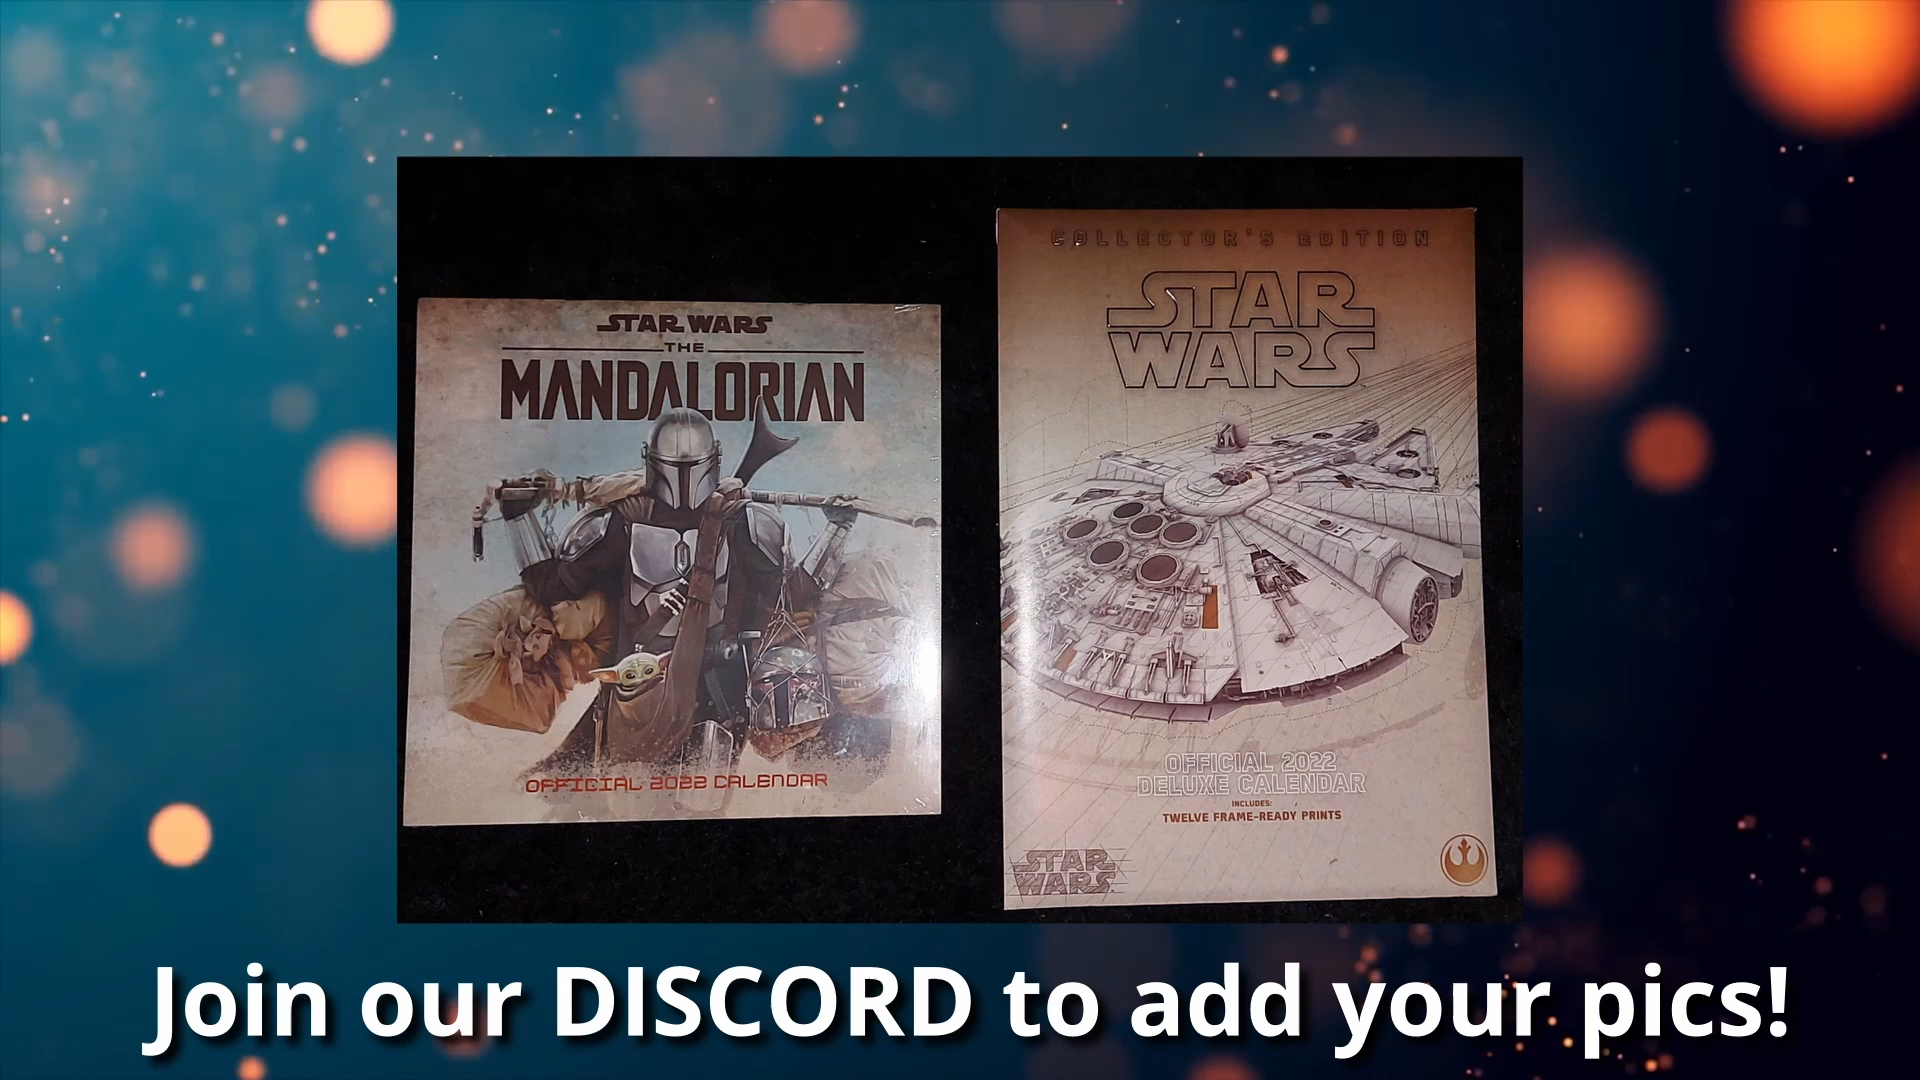 STAR WARS
THE
MANDALORIAN
OFFICIAL 2022 CALENDAR
COLLECTOR'S EDITION
STAR
WARS
OFFICIAL 2022
DELUXE CALENDAR
INCLUDES:
TWELVE FRAME-READY PRINTS
STAR
WARS
Join our DISCORD to add your pics!